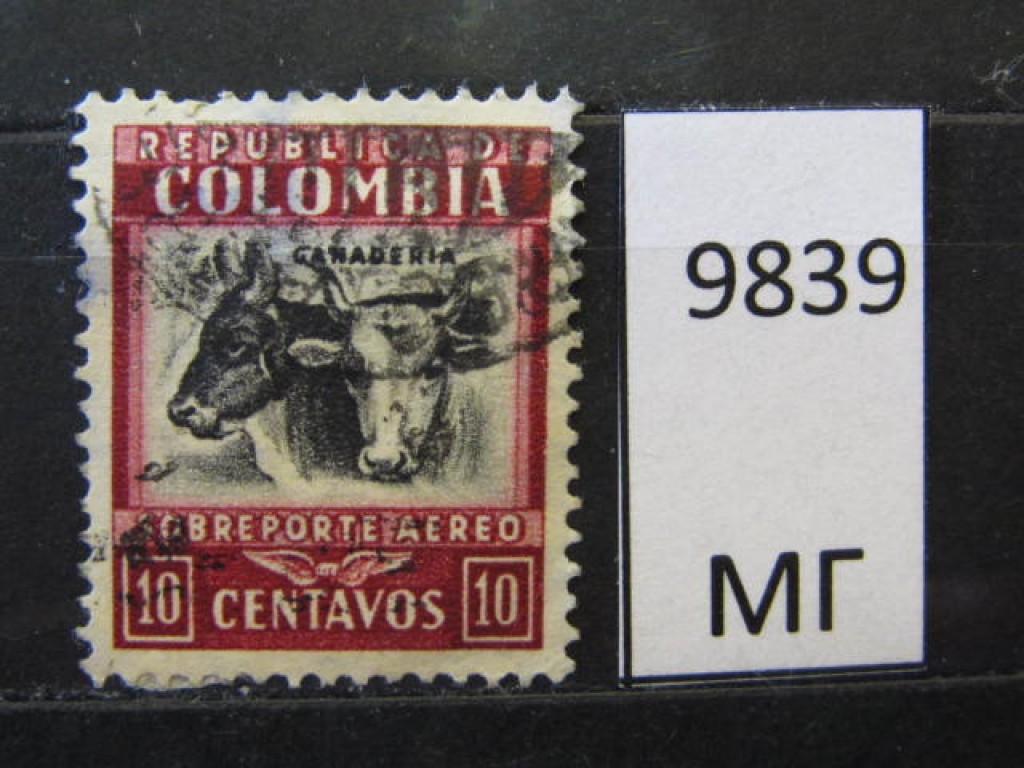 REPUBLICA DE
COLOMBIA
GANADERIA
SOBREPORTE AEREO
10 CENTAVOS 10
9839
МГ